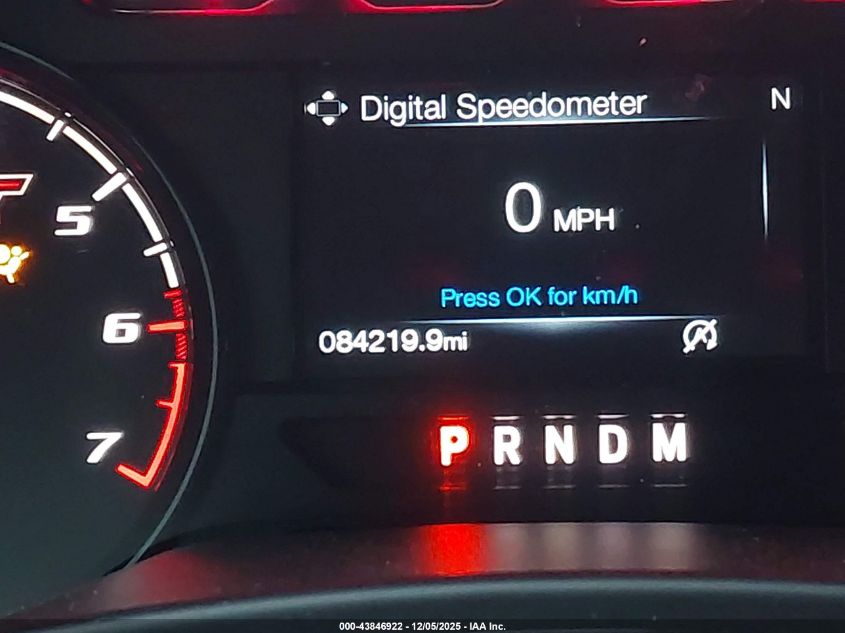 Digital Speedometer N
0 MPH
Press OK for km/h
084219.9mi
5
6
7
P R N D M
000-43846922 - 12/05/2025 - IAA Inc.